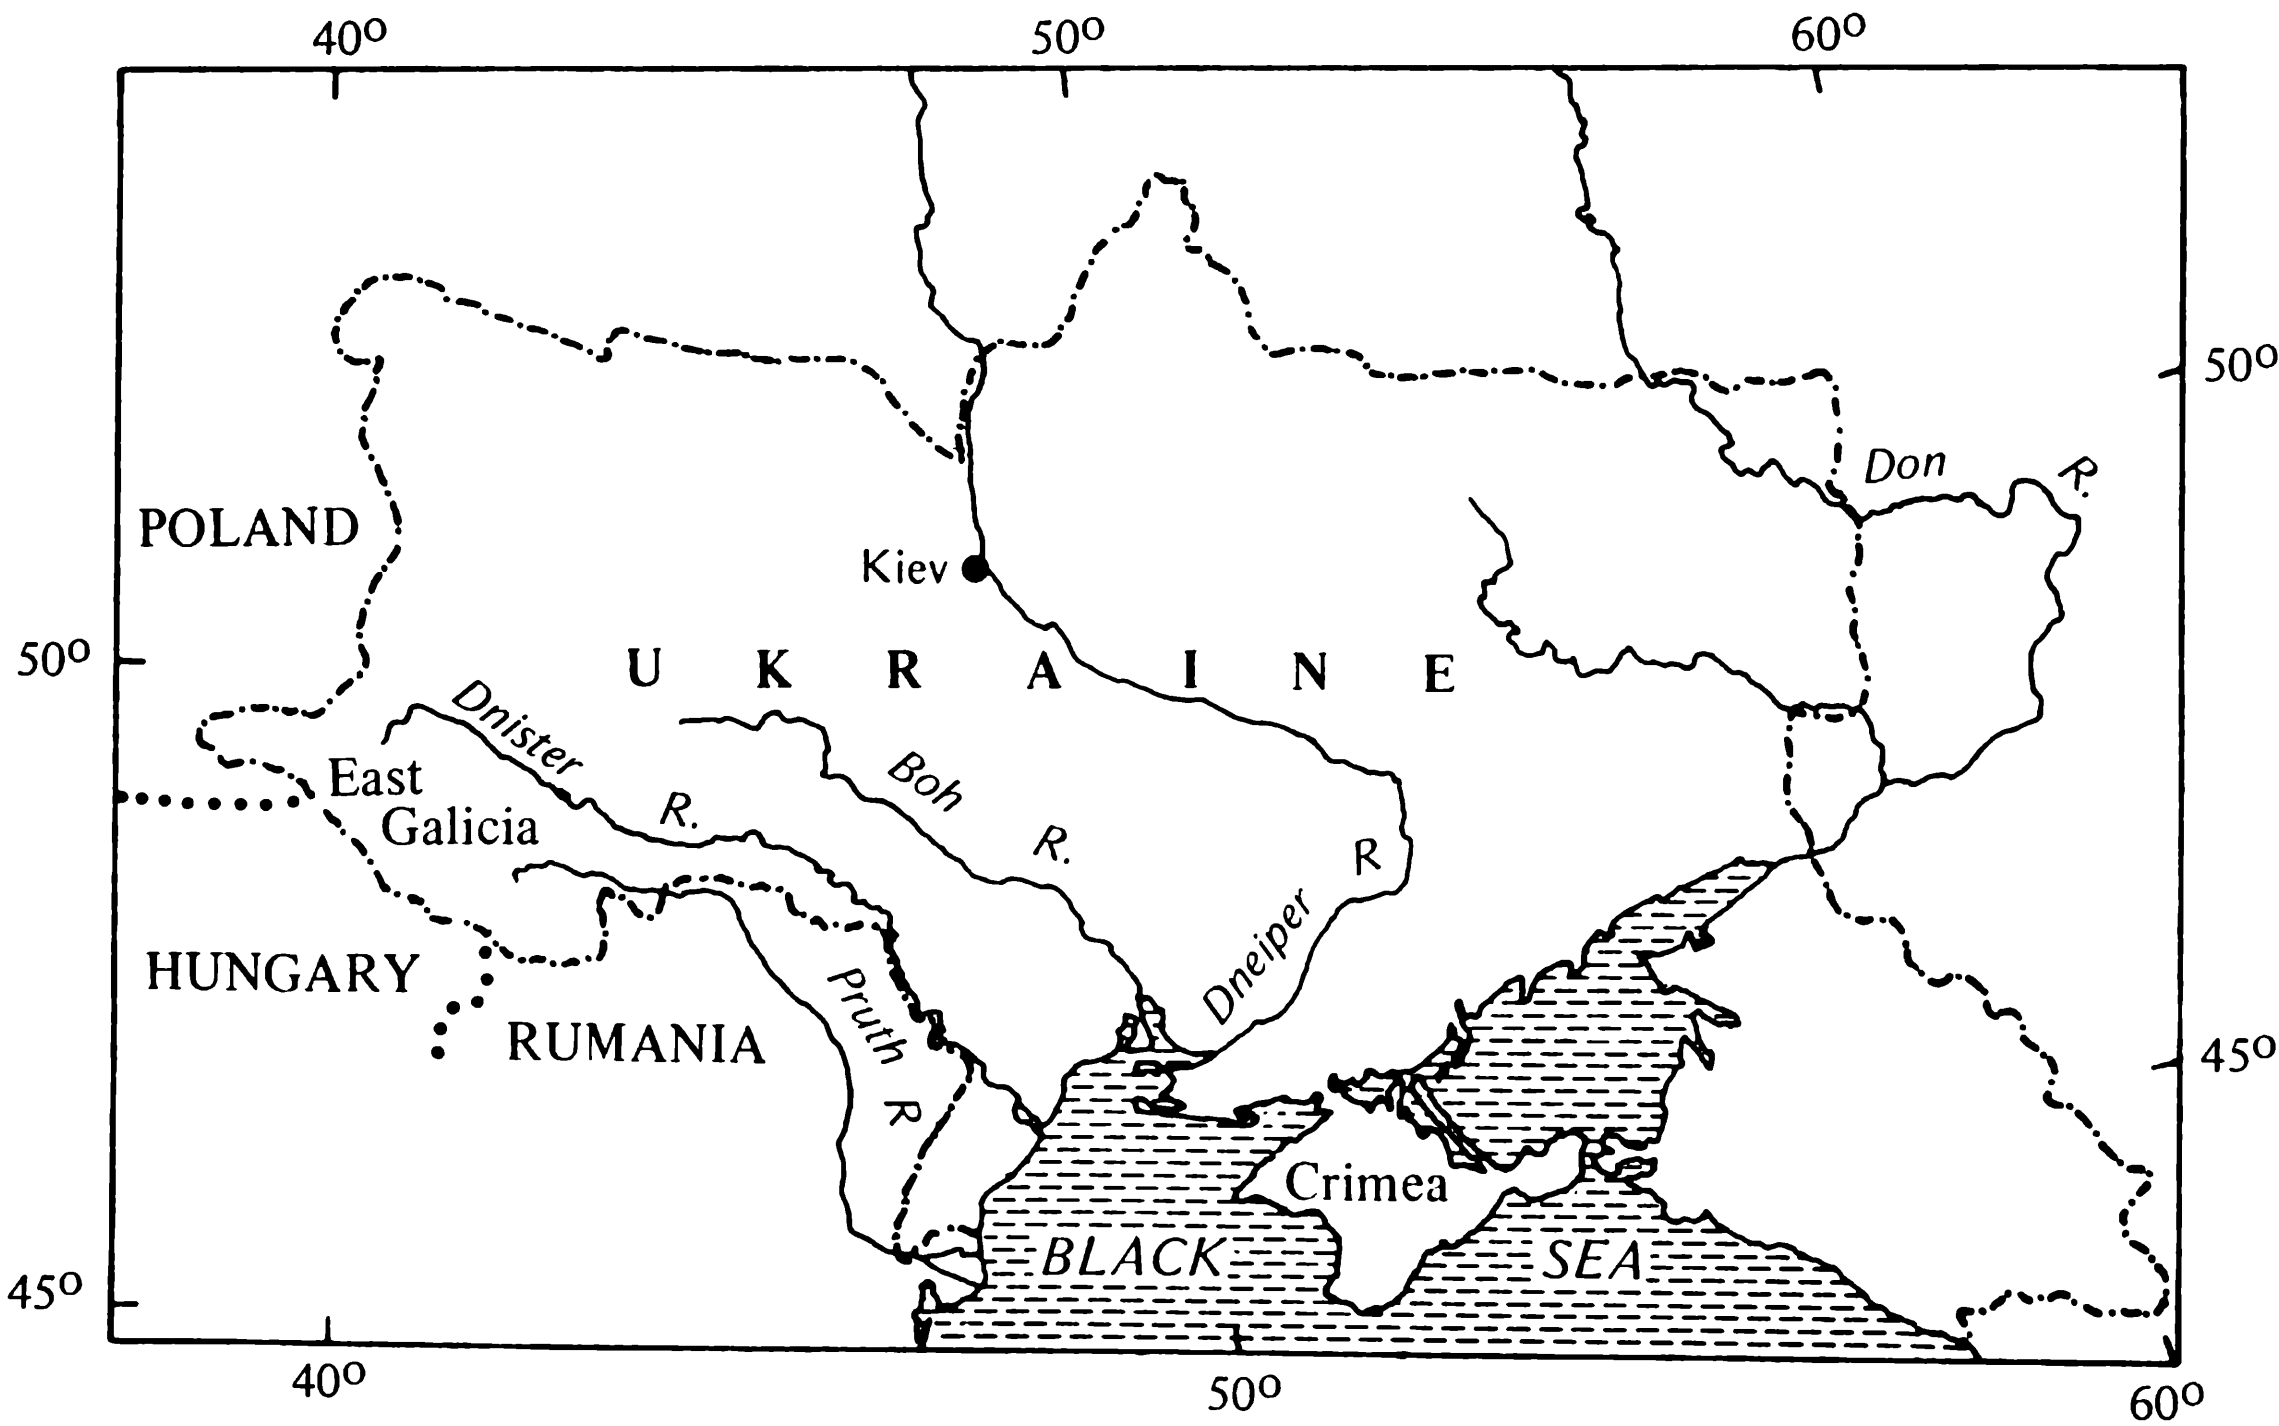 40°
50°
60°
50°
Don R.
POLAND
Kiev
50°
U K R A I N E
Dnister R.
Boh R.
East
Galicia
Dneiper R
HUNGARY
Pruth R
RUMANIA
45°
Crimea
BLACK SEA
45°
40°
50°
60°